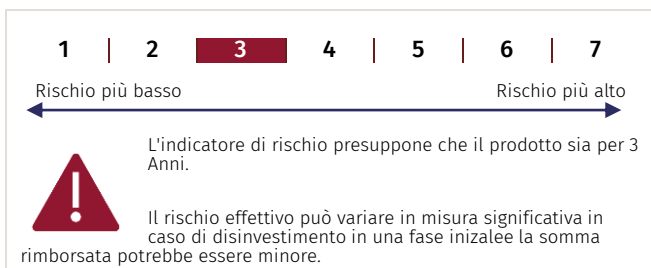 1 2 3 4 5 6 7
Rischio più basso Rischio più alto
L'indicatore di rischio presuppone che il prodotto sia per 3
Anni.
!
Il rischio effettivo può variare in misura significativa in
caso di disinvestimento in una fase inizalee la somma
rimborsata potrebbe essere minore.